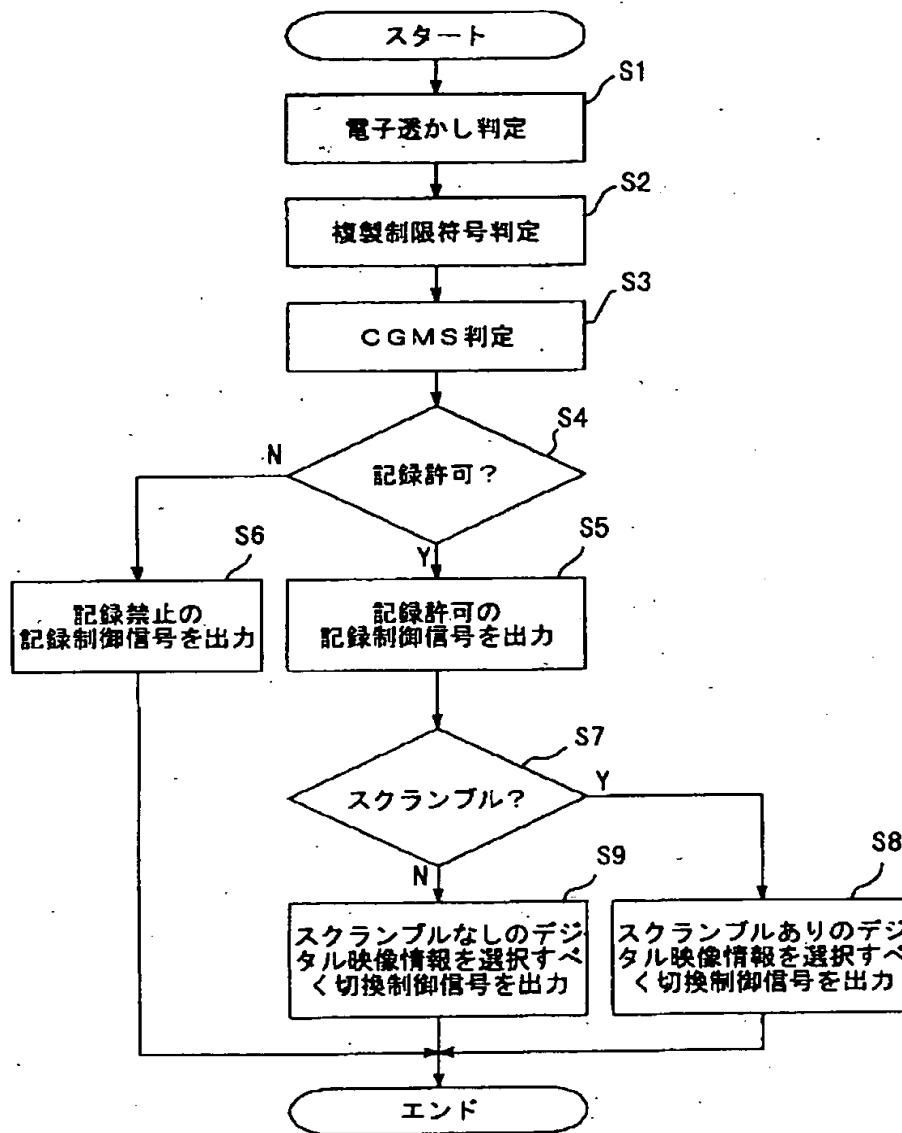 スタート
S1
電子透かし判定
S2
複製制限符号判定
S3
CGMS判定
S4
N
記録許可?
Y
S6
記録禁止の
記録制御信号を出力
S5
記録許可の
記録制御信号を出力
S7
スクランブル?
Y
N
S9
スクランブルなしのデジ
タル映像情報を選択すべ
く切換制御信号を出力
S8
スクランブルありのデジ
タル映像情報を選択すべ
く切換制御信号を出力
エンド